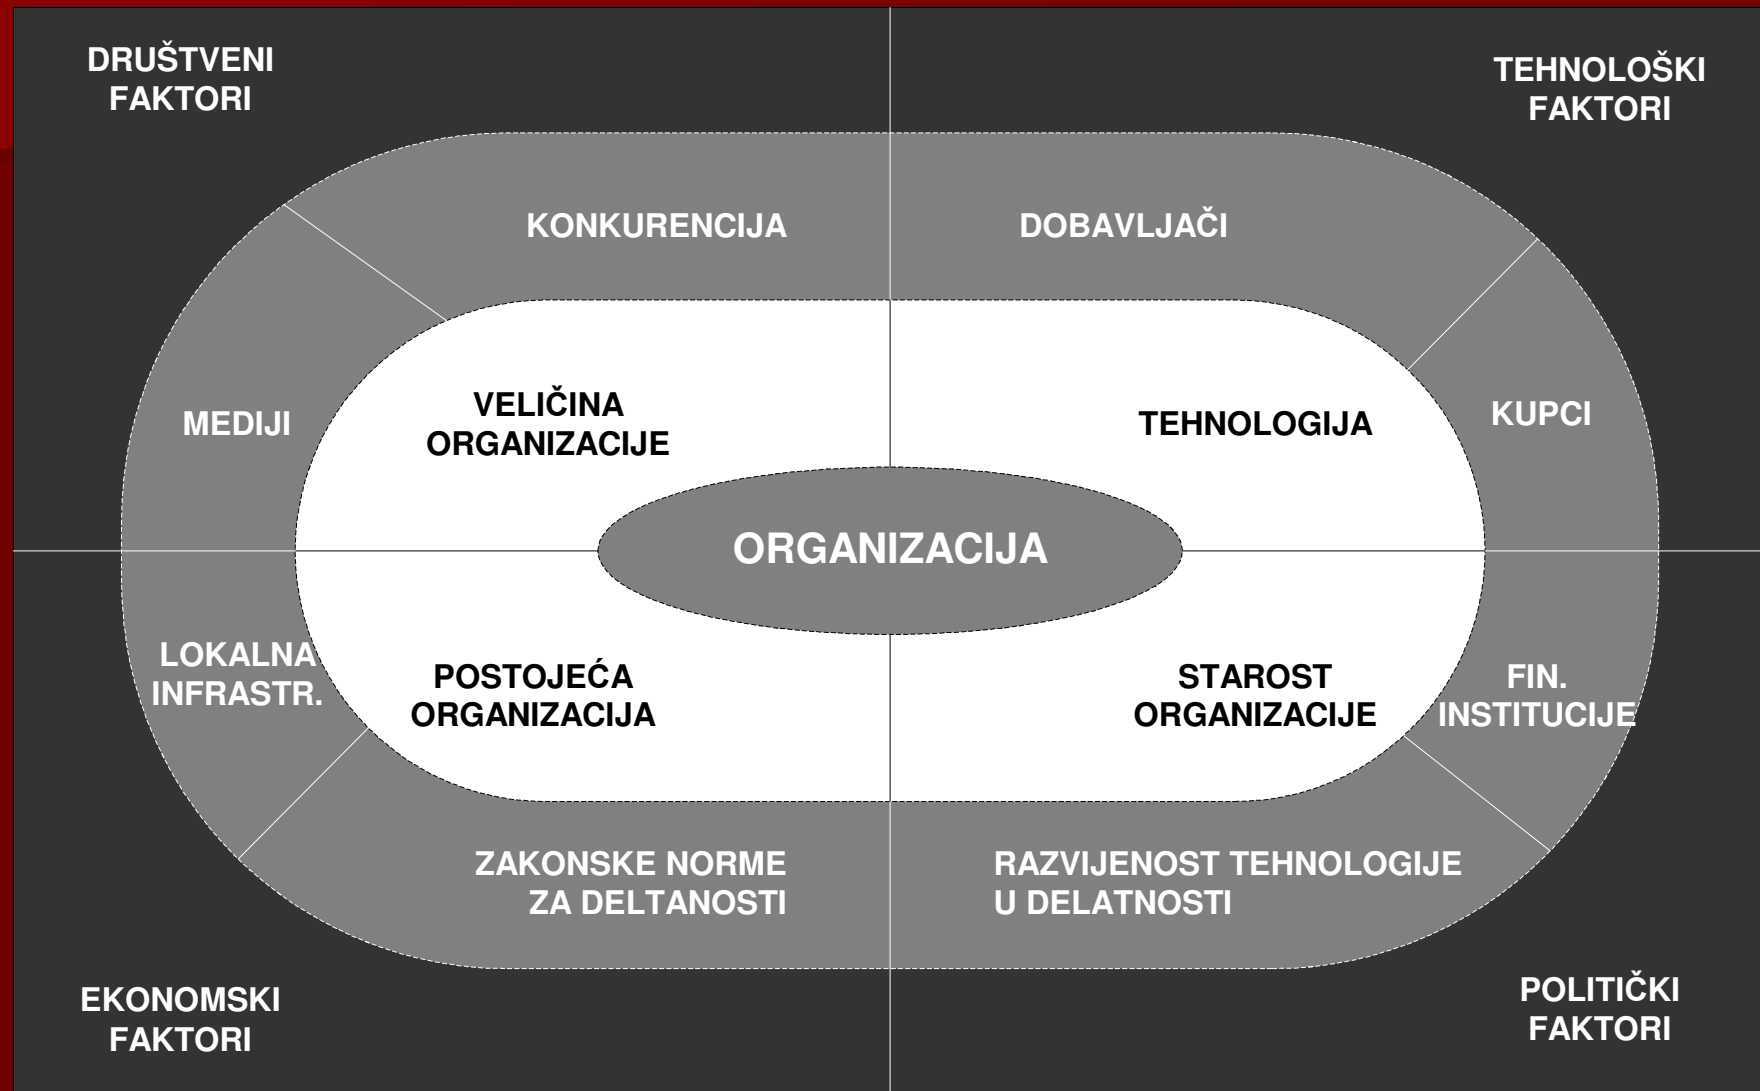 DRUŠTVENI
FAKTORI
TEHNOLOŠKI
FAKTORI
KONKURENCIJA
DOBAVLJAČI
MEDIJI
VELIČINA
ORGANIZACIJE
TEHNOLOGIJA
KUPCI
ORGANIZACIJA
LOKALNA
INFRASTR.
POSTOJEĆA
ORGANIZACIJA
STAROST
ORGANIZACIJE
FIN.
INSTITUCIJE
ZAKONSKE NORME
ZA DELTANOSTI
RAZVIJENOST TEHNOLOGIJE
U DELATNOSTI
EKONOMSKI
FAKTORI
POLITIČKI
FAKTORI